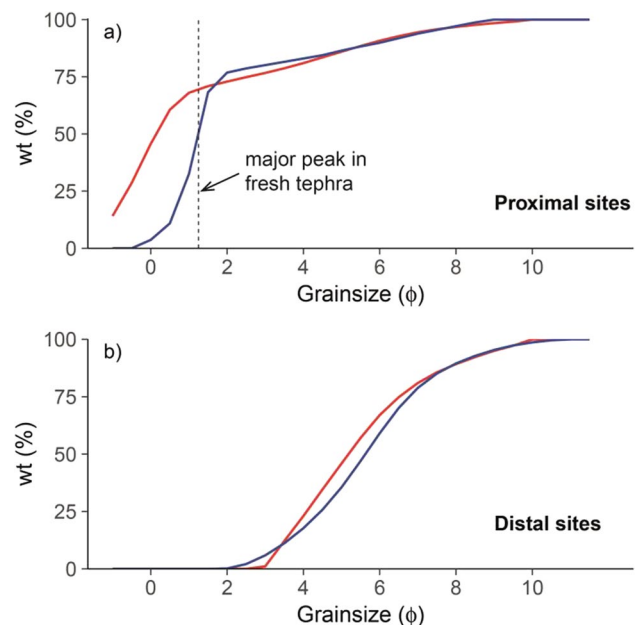 a)
100
75
50
25
0
wt (%)
major peak in
fresh tephra
Proximal sites
0 2 4 6 8 10
Grainsize (ϕ)
b)
100
75
50
25
0
wt (%)
Distal sites
0 2 4 6 8 10
Grainsize (ϕ)